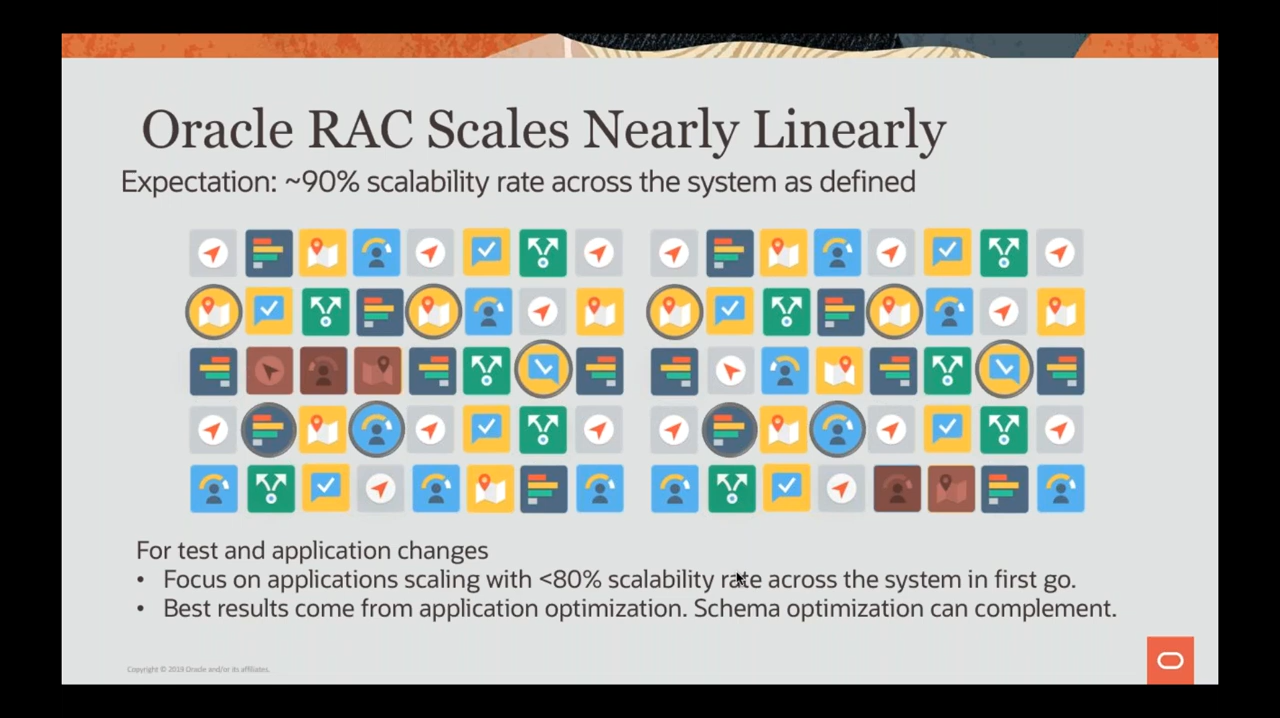 Oracle RAC Scales Nearly Linearly
Expectation: ~90% scalability rate across the system as defined
For test and application changes
• Focus on applications scaling with <80% scalability rate across the system in first go.
• Best results come from application optimization. Schema optimization can complement.
Copyright © 2019 Oracle and/or its affiliates.